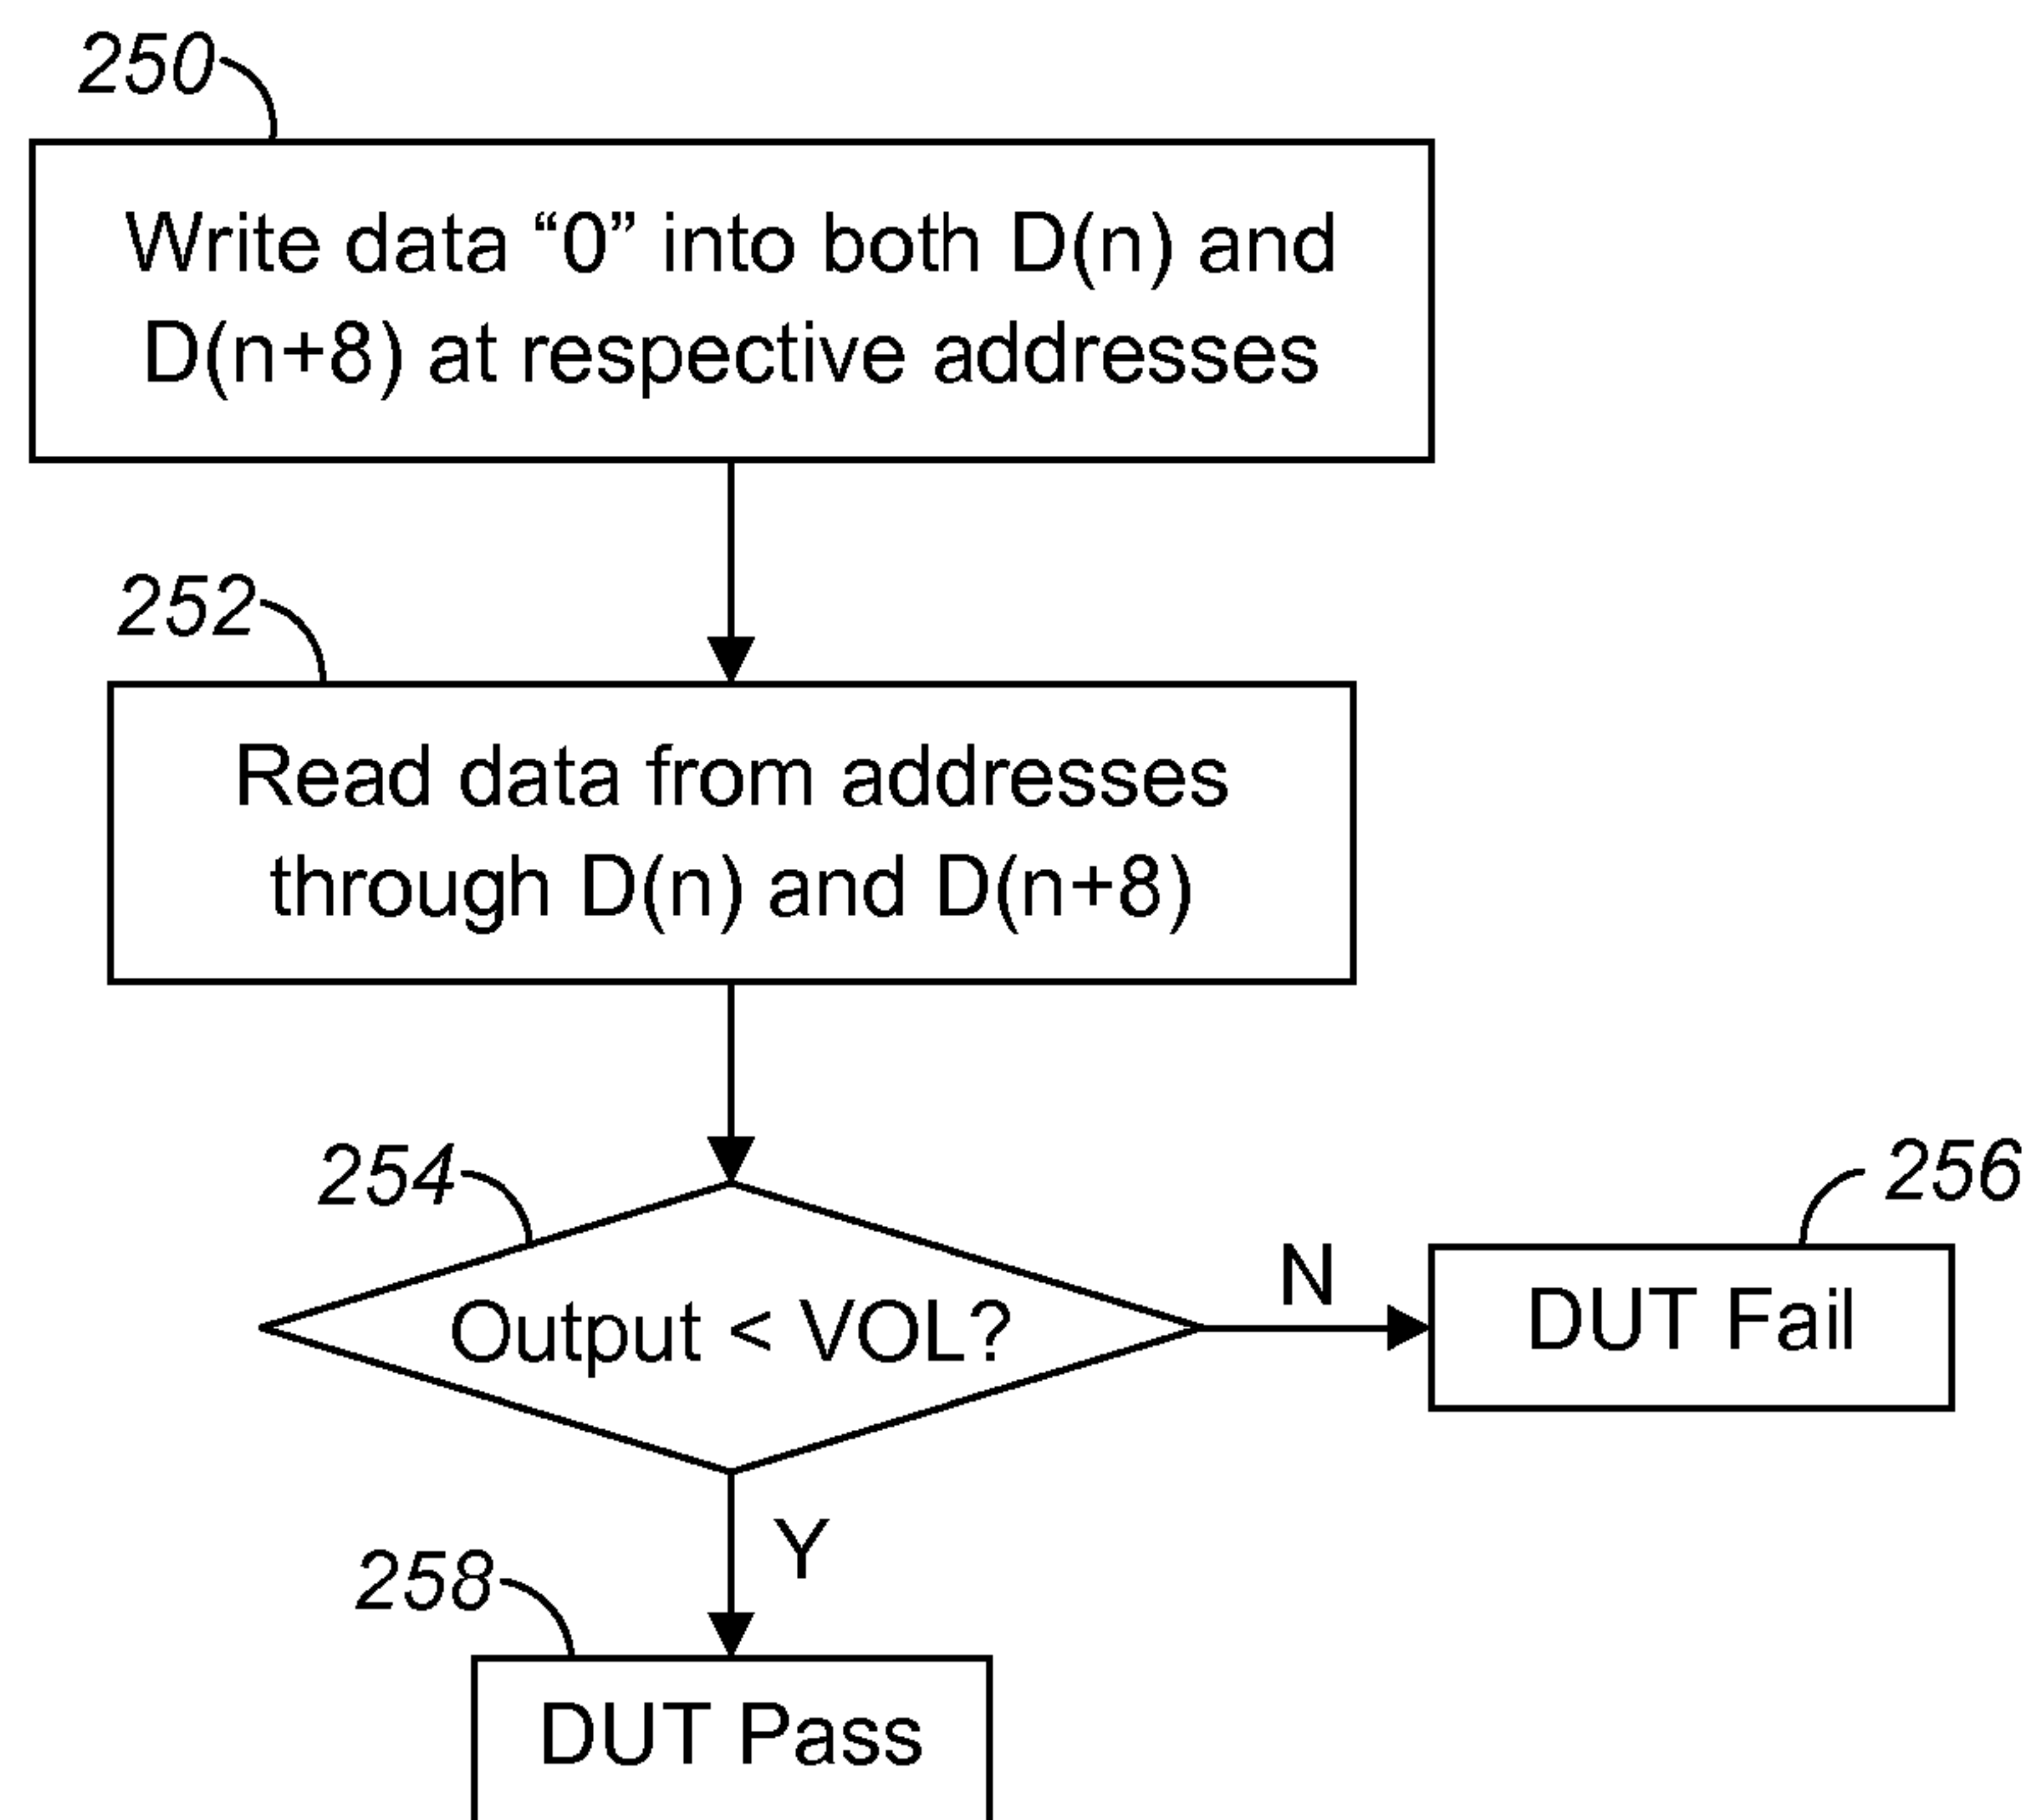 250
Write data “0” into both D(n) and
D(n+8) at respective addresses
252
Read data from addresses
through D(n) and D(n+8)
254
256
Output < VOL?
N
DUT Fail
Y
258
DUT Pass